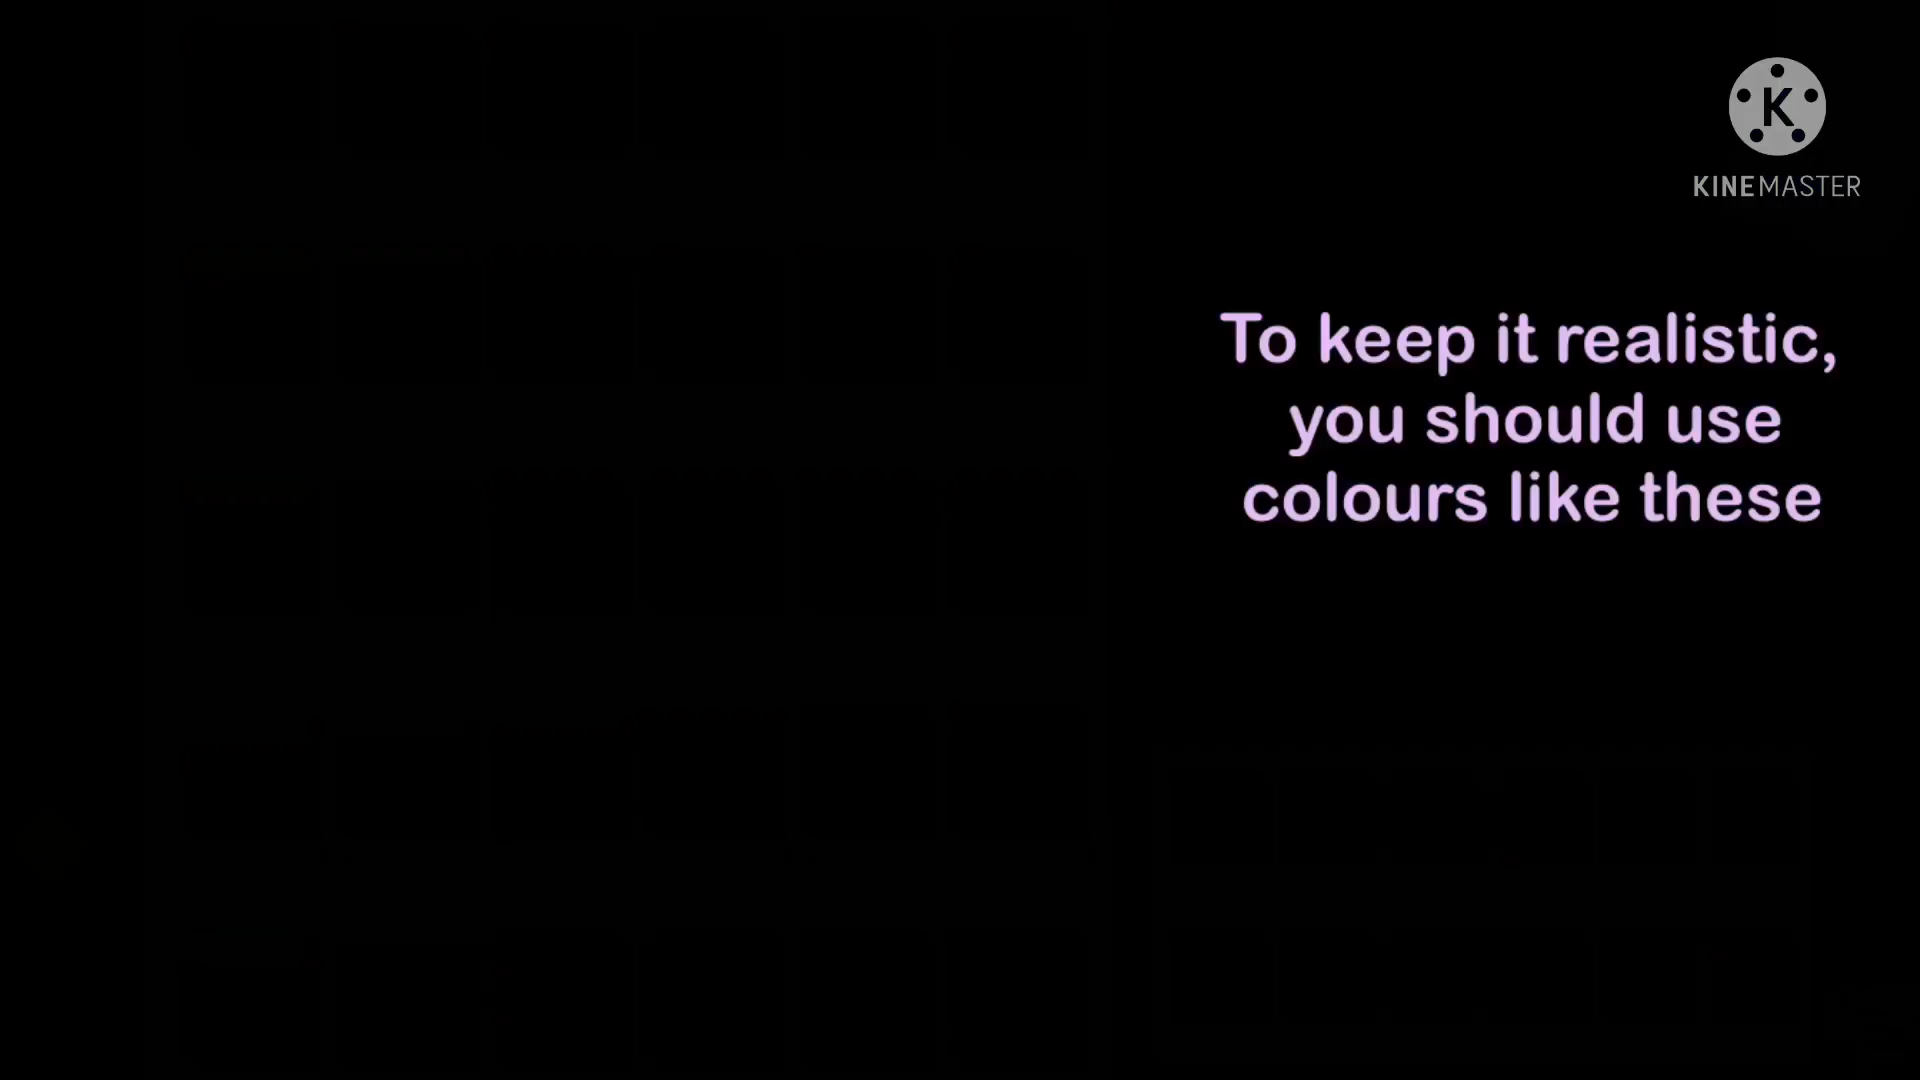 K
KINEMASTER
To keep it realistic,
you should use
colours like these